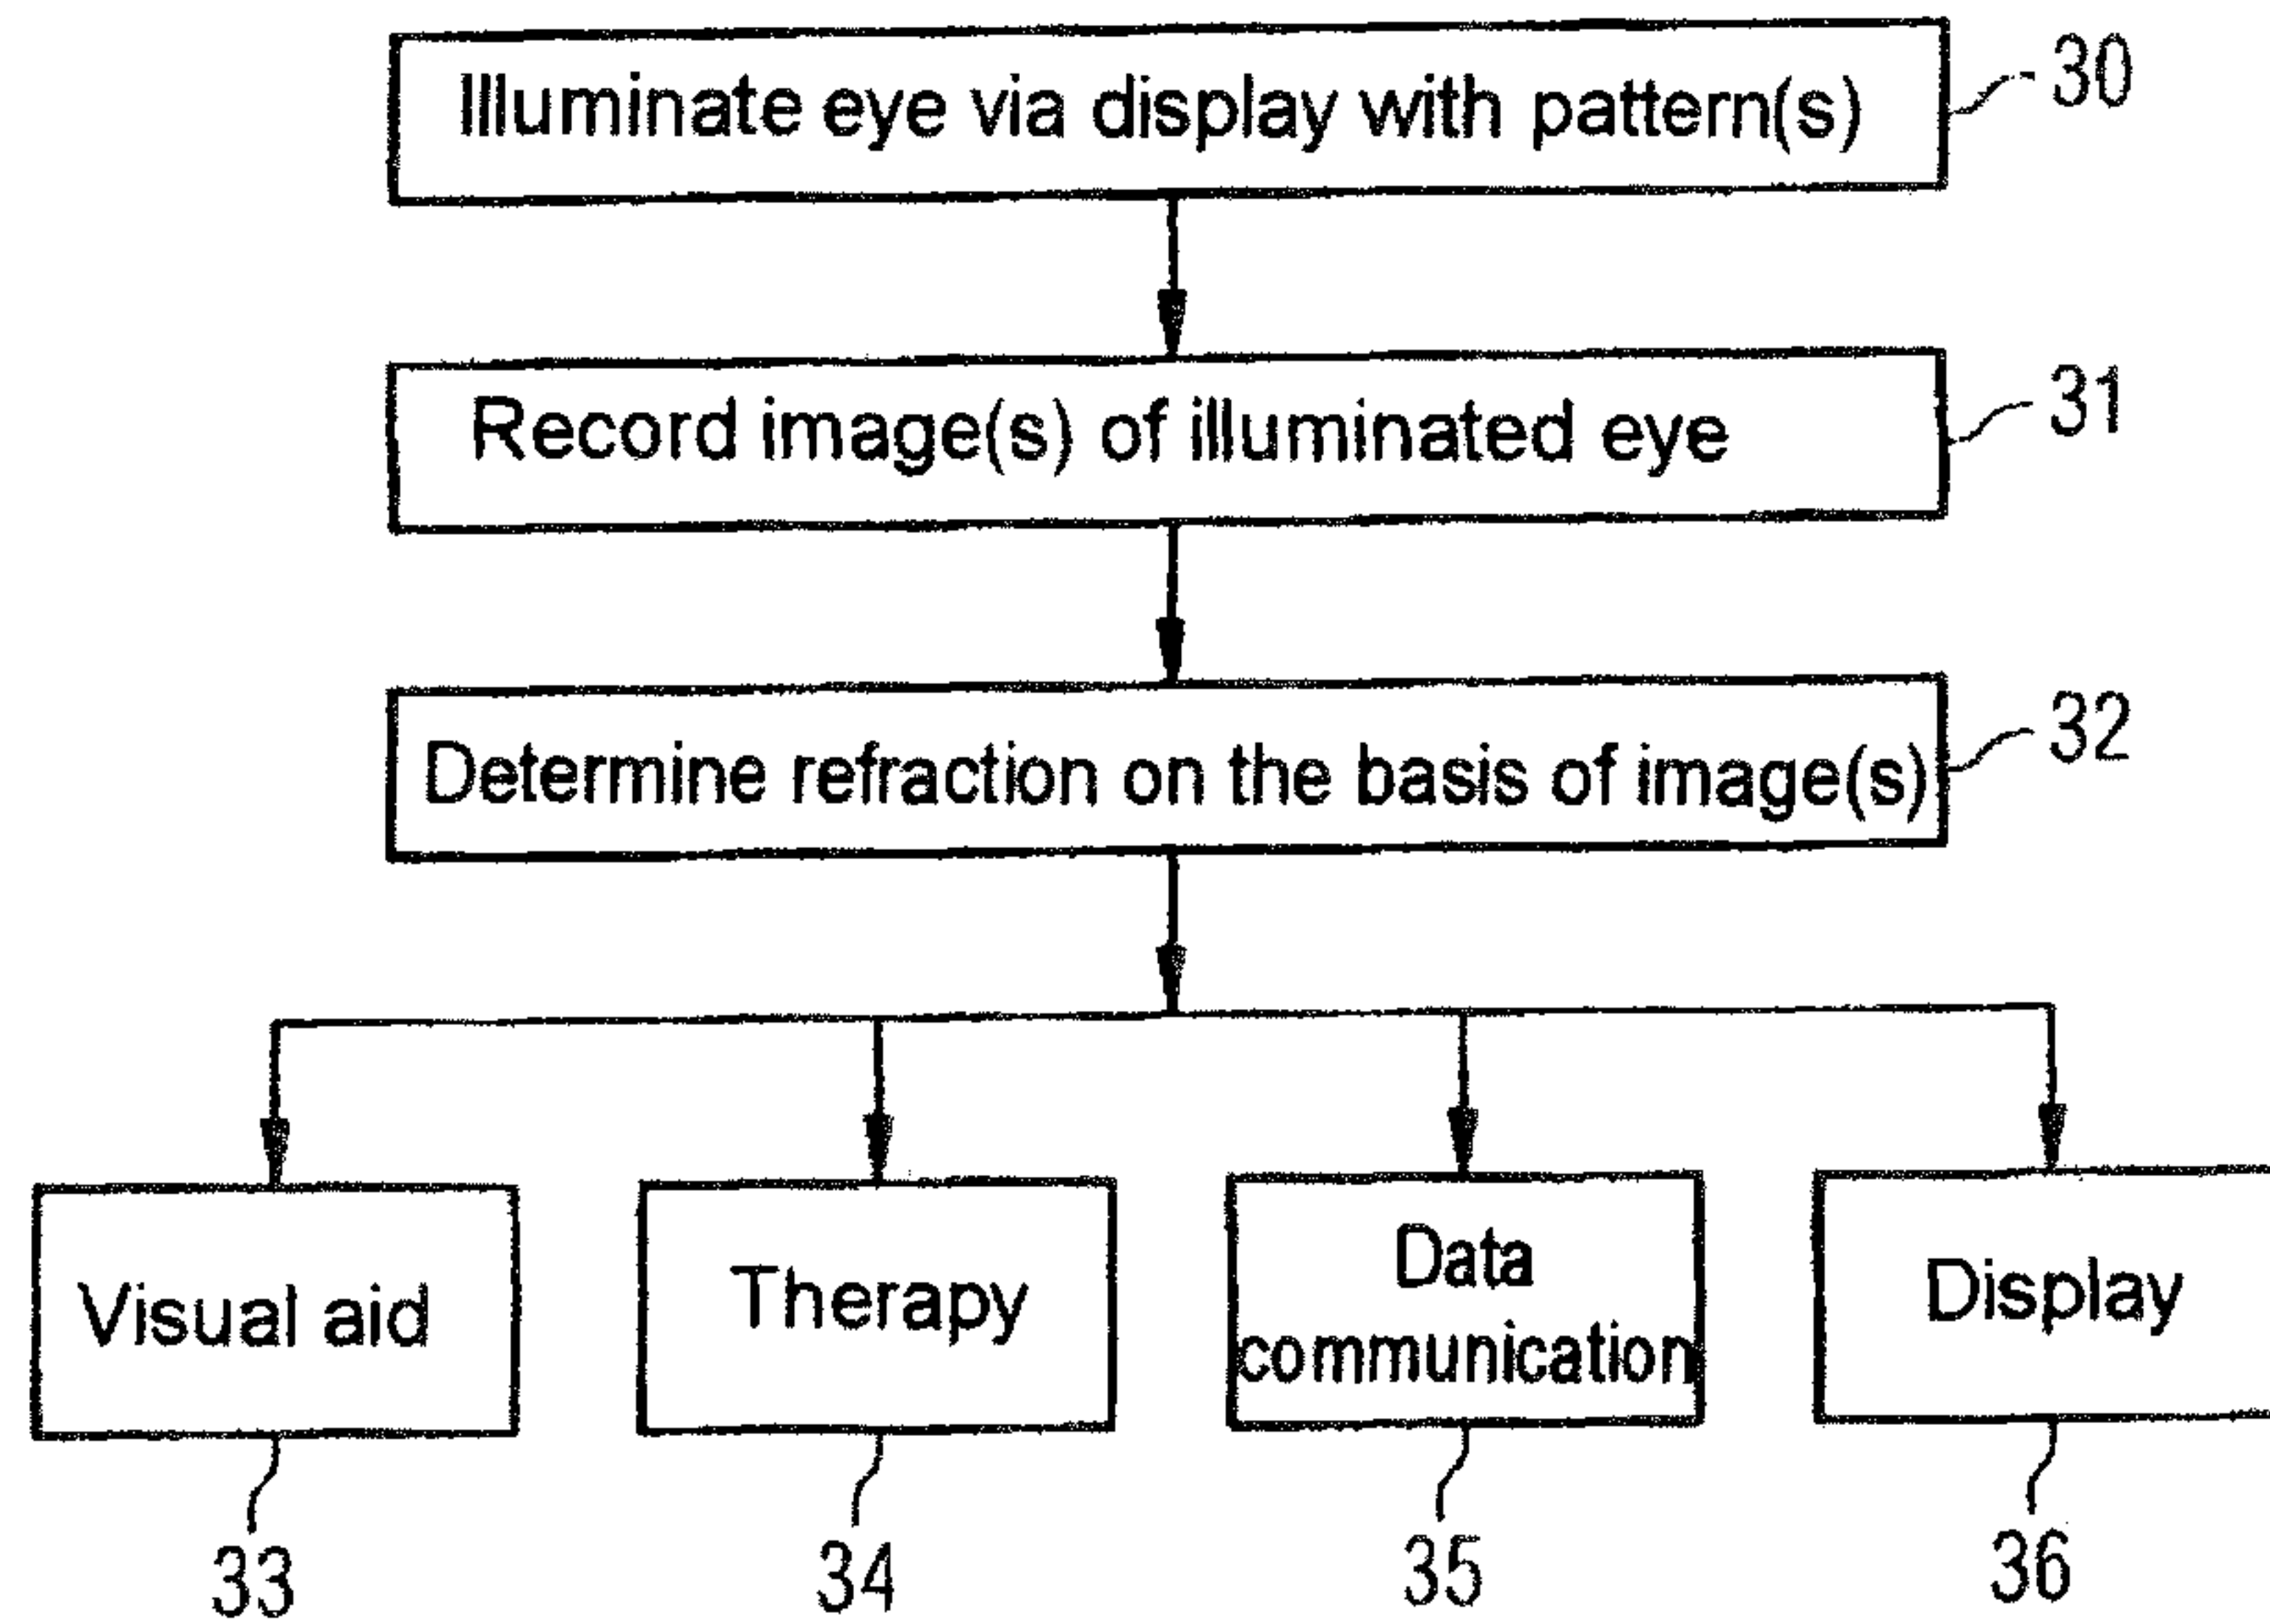 Illuminate eye via display with pattern(s)
30
Record image(s) of illuminated eye
31
Determine refraction on the basis of image(s)
32
Visual aid
Therapy
Data
communication
Display
33
34
35
36